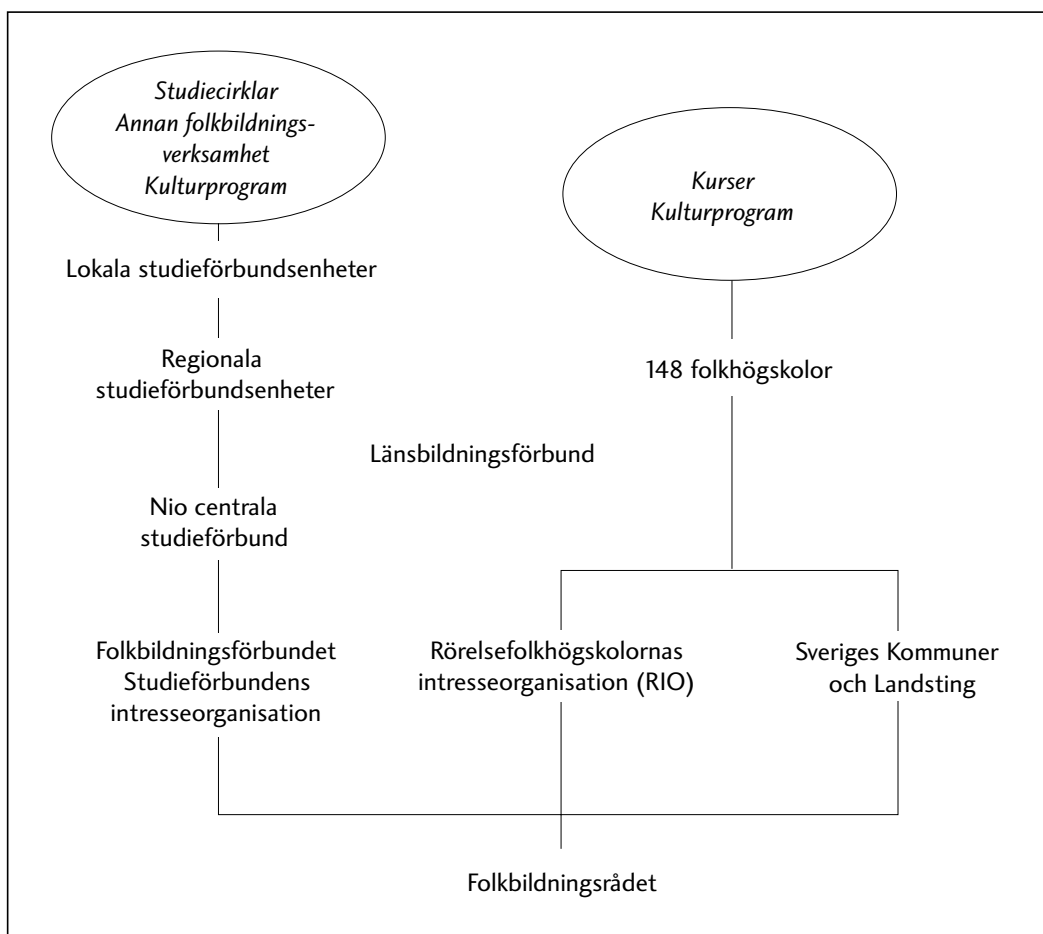 Studiecirklar
Annan folkbildnings-
verksamhet
Kulturprogram
Lokala studieförbundsenheter
Regionala
studieförbundsenheter
Nio centrala
studieförbund
Folkbildningsförbundet
Studieförbundens
intresseorganisation
Länsbildningsförbund
Kurser
Kulturprogram
148 folkhögskolor
Rörelsefolkhögskolornas
intresseorganisation (RIO)
Sveriges Kommuner
och Landsting
Folkbildningsrådet